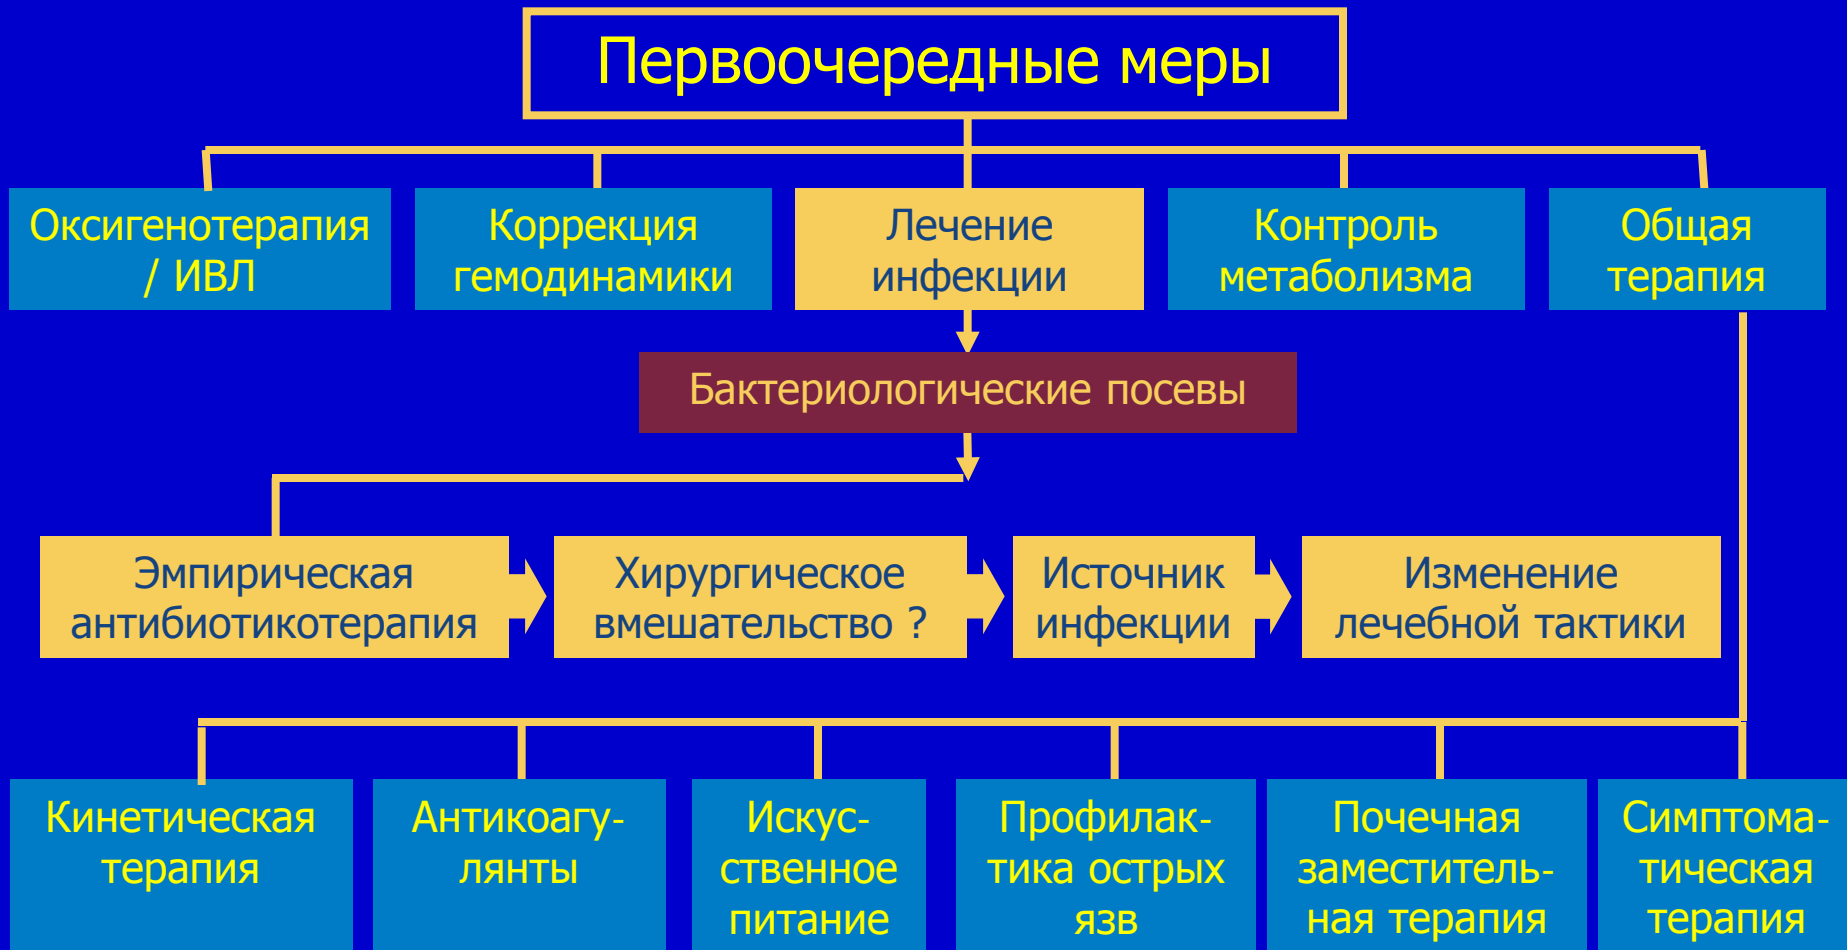 Первоочередные меры
Оксигенотерапия
/ ИВЛ
Коррекция
гемодинамики
Лечение
инфекции
Контроль
метаболизма
Общая
терапия
Бактериологические посевы
Эмпирическая
антибиотикотерапия
Хирургическое
вмешательство ?
Источник
инфекции
Изменение
лечебной тактики
Кинетическая
терапия
Антикоагу-
лянты
Искус-
ственное
питание
Профилак-
тика острых
язв
Почечная
заместитель-
ная терапия
Симптома-
тическая
терапия